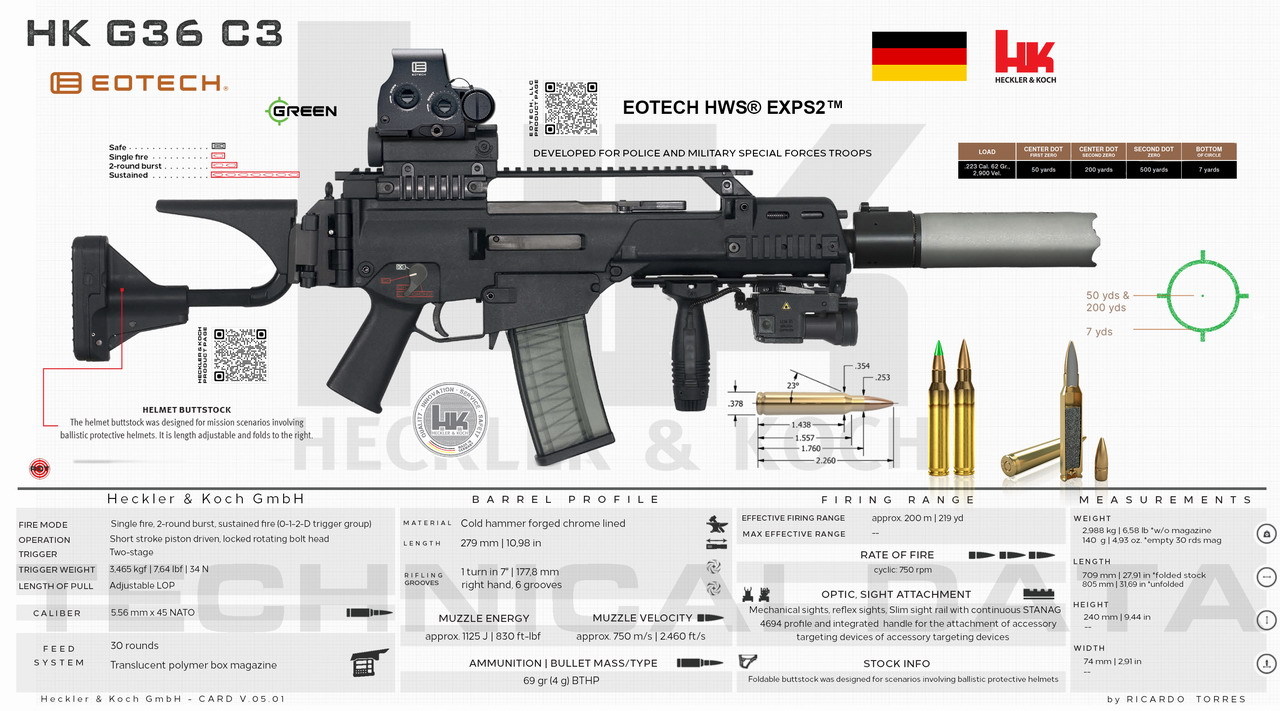 HK G36 C3
EOTECH®
GREEN
EOTECH, LLC
PRODUCT PAGE
EOTECH HWS® EXPS2™
HECKLER & KOCH
DEVELOPED FOR POLICE AND MILITARY SPECIAL FORCES TROOPS
Safe
Single fire
2-round burst
Sustained
LOAD
CENTER DOT
FIRST ZERO
CENTER DOT
SECOND ZERO
SECOND DOT
ZERO
BOTTOM
OF CIRCLE
.223 Cal. 62 Gr.,
2,900 Vel.
50 yards
200 yards
500 yards
7 yards
EOTECH
50 yds &
200 yds
7 yds
HECKLER & KOCH
PRODUCT PAGE
HELMET BUTTSTOCK
The helmet buttstock was designed for mission scenarios involving
ballistic protective helmets. It is length adjustable and folds to the right.
HK
HECKLER & KOCH
.354
.253
23°
.378
1.438
1.557
1.760
2.260
Heckler & Koch GmbH
FIRE MODE Single fire, 2-round burst, sustained fire (0-1-2-D trigger group)
OPERATION Short stroke piston driven, locked rotating bolt head
TRIGGER Two-stage
TRIGGER WEIGHT 3,465 kgf | 7.64 lbf | 34 N
LENGTH OF PULL Adjustable LOP
CALIBER 5.56 mm x 45 NATO
FEED
SYSTEM
30 rounds
Translucent polymer box magazine
BARREL PROFILE
MATERIAL Cold hammer forged chrome lined
LENGTH 279 mm | 10,98 in
RIFLING
GROOVES
1 turn in 7" | 177,8 mm
right hand, 6 grooves
MUZZLE ENERGY
approx. 1125 J | 830 ft-lbf
MUZZLE VELOCITY
approx. 750 m/s | 2.460 ft/s
AMMUNITION | BULLET MASS/TYPE
69 gr (4 g) BTHP
FIRING RANGE
EFFECTIVE FIRING RANGE approx. 200 m | 219 yd
MAX EFFECTIVE RANGE --
RATE OF FIRE
cyclic: 750 rpm
OPTIC, SIGHT ATTACHMENT
Mechanical sights, reflex sights, Slim sight rail with continuous STANAG
4694 profile and integrated handle for the attachment of accessory
targeting devices of accessory targeting devices
STOCK INFO
Foldable buttstock was designed for scenarios involving ballistic protective helmets
MEASUREMENTS
WEIGHT
2,988 kg | 6.58 lb *w/o magazine
140 g | 4.93 oz. *empty 30 rds mag
LENGTH
709 mm | 27,91 in *folded stock
805 mm | 31.69 in *unfolded
HEIGHT
240 mm | 9.44 in
--
WIDTH
74 mm | 2,91 in
--
TECHNICAL DATA
Heckler & Koch GmbH - CARD V.05.01
by RICARDO TORRES